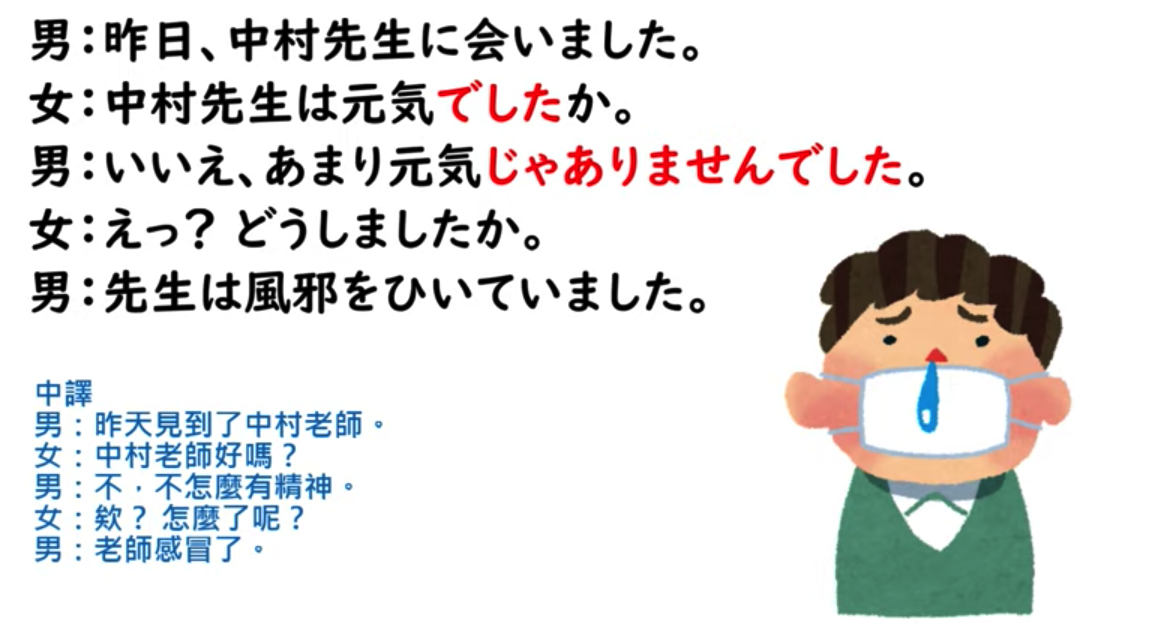 男：昨日、中村先生に会いました。
女：中村先生は元気でしたか。
男：いいえ、あまり元気じゃありませんでした。
女：えっ？ どうしましたか。
男：先生は風邪をひいていました。
中譯
男：昨天見到了中村老師。
女：中村老師好嗎？
男：不，不怎麼有精神。
女：欸？ 怎麼了呢？
男：老師感冒了。